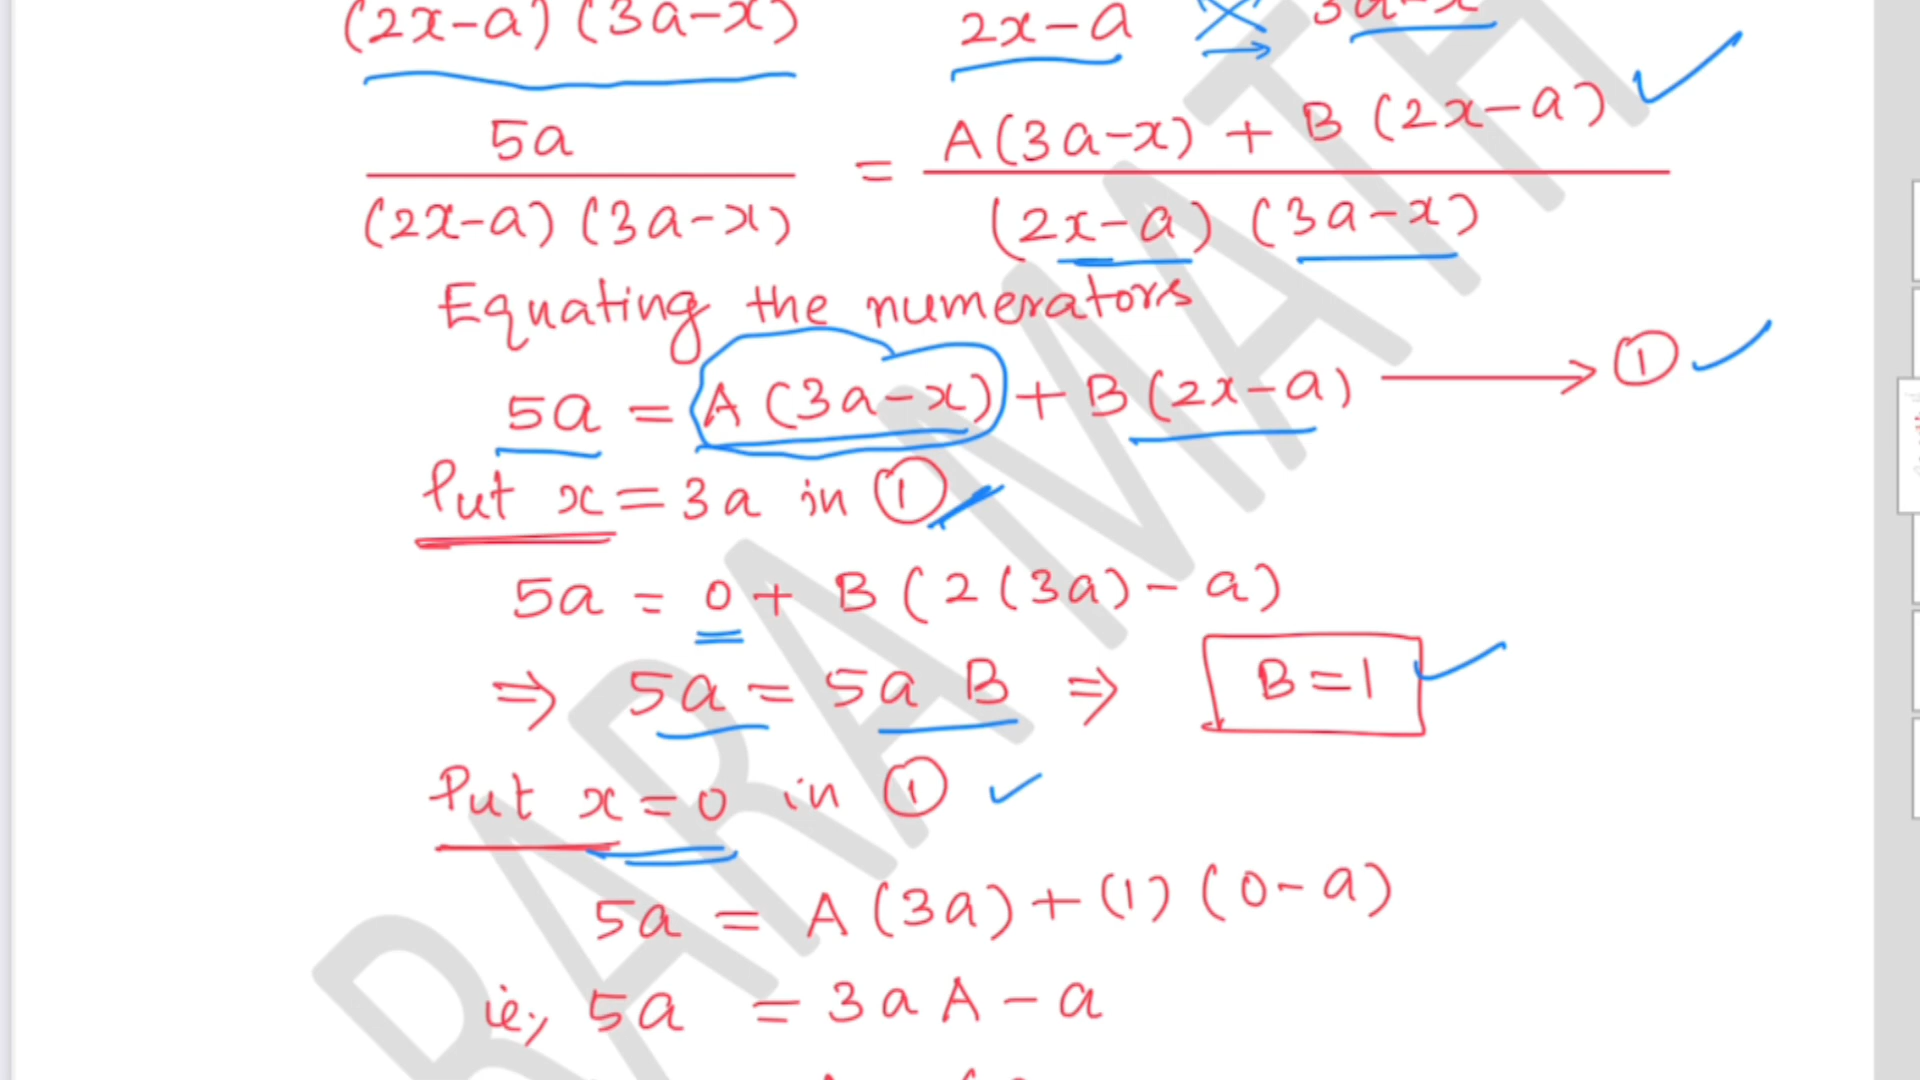 (2x-a) (3a-x)   2x-a   3a-x
5a / (2x-a) (3a-x) = A(3a-x) + B (2x-a) / (2x-a) (3a-x)
Equating the numerators
5a = A (3a-x) + B (2x-a) ⟶ ①
Put x = 3a in ①
5a = 0 + B (2 (3a) - a)
⇒ 5a = 5a B ⇒ B = 1
Put x = 0 in ①
5a = A (3a) + (1) (0-a)
ie, 5a = 3a A - a
PARAMATH